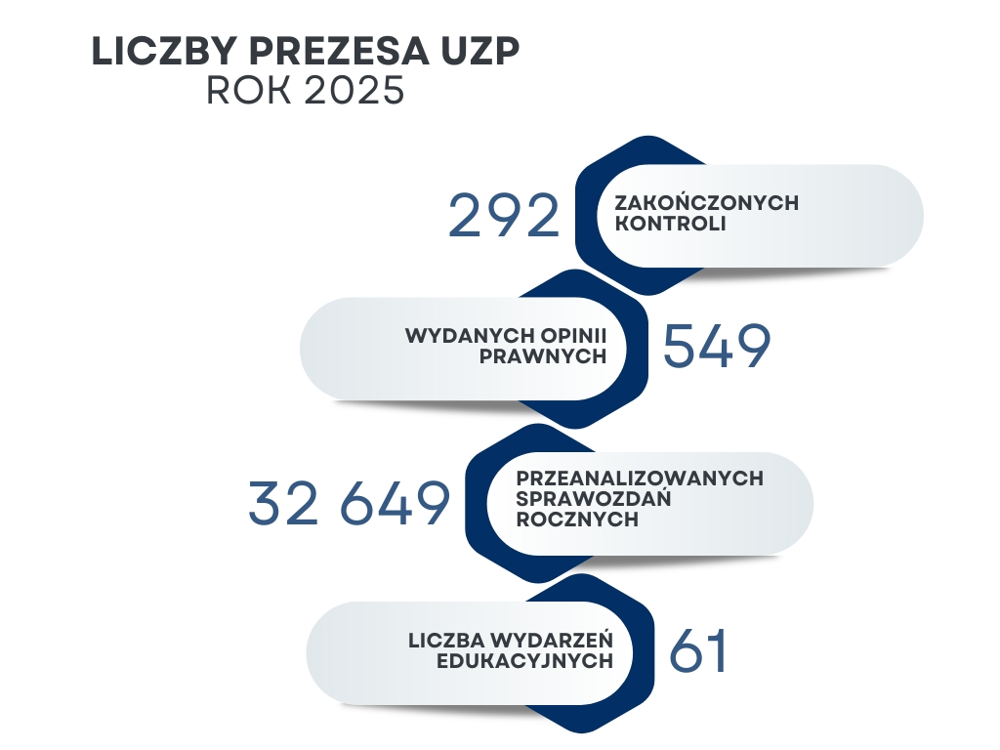 LICZBY PREZESA UZP
ROK 2025
292
ZAKOŃCZONYCH
KONTROLI
WYDANYCH OPINII
PRAWNYCH
549
32 649
PRZEANALIZOWANYCH
SPRAWOZDAŃ
ROCZNYCH
LICZBA WYDARZEŃ
EDUKACYJNYCH
61